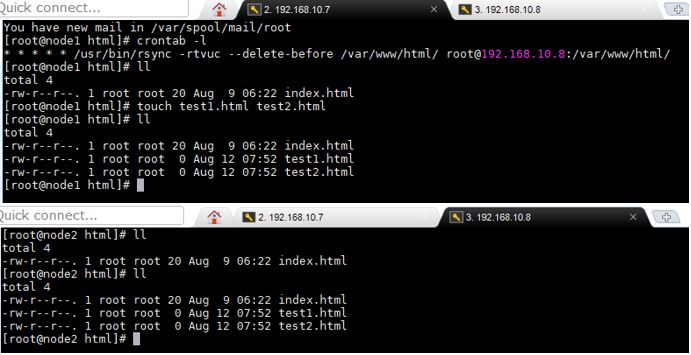 Quick connect...
2. 192.168.10.7
3. 192.168.10.8
You have new mail in /var/spool/mail/root
[root@node1 html]# crontab -l
* * * * * /usr/bin/rsync -rtvuc --delete-before /var/www/html/ root@192.168.10.8:/var/www/html/
[root@node1 html]# ll
total 4
-rw-r--r--. 1 root root 20 Aug  9 06:22 index.html
[root@node1 html]# touch test1.html test2.html
[root@node1 html]# ll
total 4
-rw-r--r--. 1 root root 20 Aug  9 06:22 index.html
-rw-r--r--. 1 root root  0 Aug 12 07:52 test1.html
-rw-r--r--. 1 root root  0 Aug 12 07:52 test2.html
[root@node1 html]#
Quick connect...
2. 192.168.10.7
3. 192.168.10.8
[root@node2 html]# ll
total 4
-rw-r--r--. 1 root root 20 Aug  9 06:22 index.html
[root@node2 html]# ll
total 4
-rw-r--r--. 1 root root 20 Aug  9 06:22 index.html
-rw-r--r--. 1 root root  0 Aug 12 07:52 test1.html
-rw-r--r--. 1 root root  0 Aug 12 07:52 test2.html
[root@node2 html]#